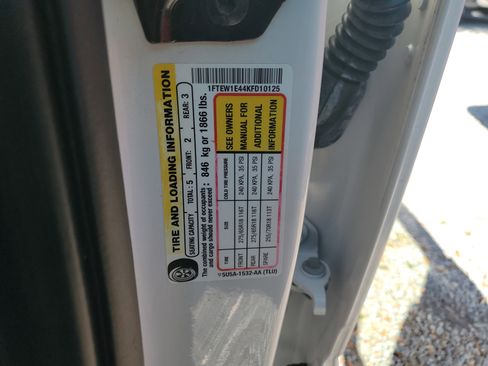 1FTEW1E44KFD10125
TIRE AND LOADING INFORMATION
SEATING CAPACITY TOTAL: 5 FRONT: 2 REAR: 3
The combined weight of occupants and cargo should never exceed: 846 kg or 1866 lbs.
TIRE SIZE COLD TIRE PRESSURE
FRONT 275/65R18 116T 240 KPA, 35 PSI
REAR 275/65R18 116T 240 KPA, 35 PSI
SPARE 255/70R18 113T 240 KPA, 35 PSI
SEE OWNERS
MANUAL FOR
ADDITIONAL
INFORMATION
5U5A-1532-AA (TLU)